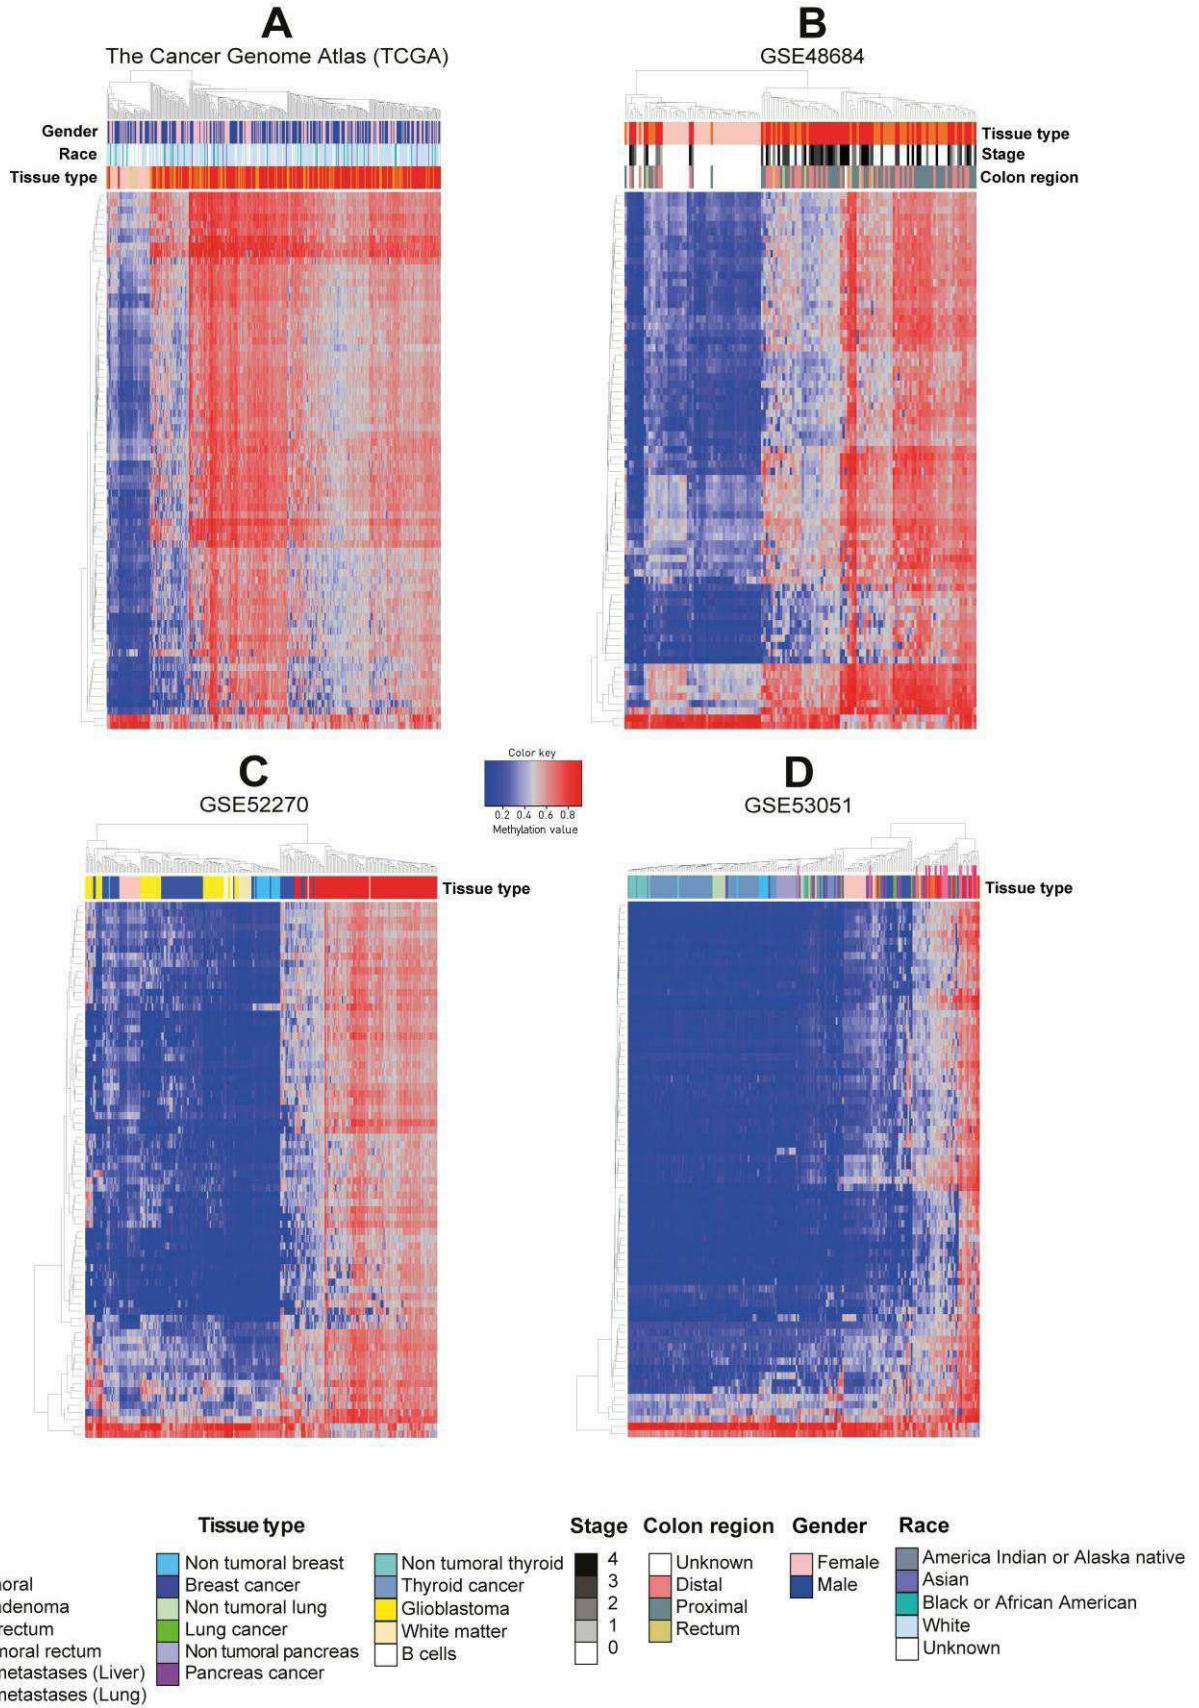 A
The Cancer Genome Atlas (TCGA)
Gender
Race
Tissue type
B
GSE48684
Tissue type
Stage
Colon region
C
GSE52270
Tissue type
Color key
0.2 0.4 0.6 0.8
Methylation value
D
GSE53051
Tissue type
Tissue type
adenoma
rectum
moral rectum
metastases (Liver)
metastases (Lung)
Non tumoral breast
Breast cancer
Non tumoral lung
Lung cancer
Non tumoral pancreas
Pancreas cancer
Non tumoral thyroid
Thyroid cancer
Glioblastoma
White matter
B cells
Stage
4
3
2
1
0
Colon region
Unknown
Distal
Proximal
Rectum
Gender
Female
Male
Race
America Indian or Alaska native
Asian
Black or African American
White
Unknown